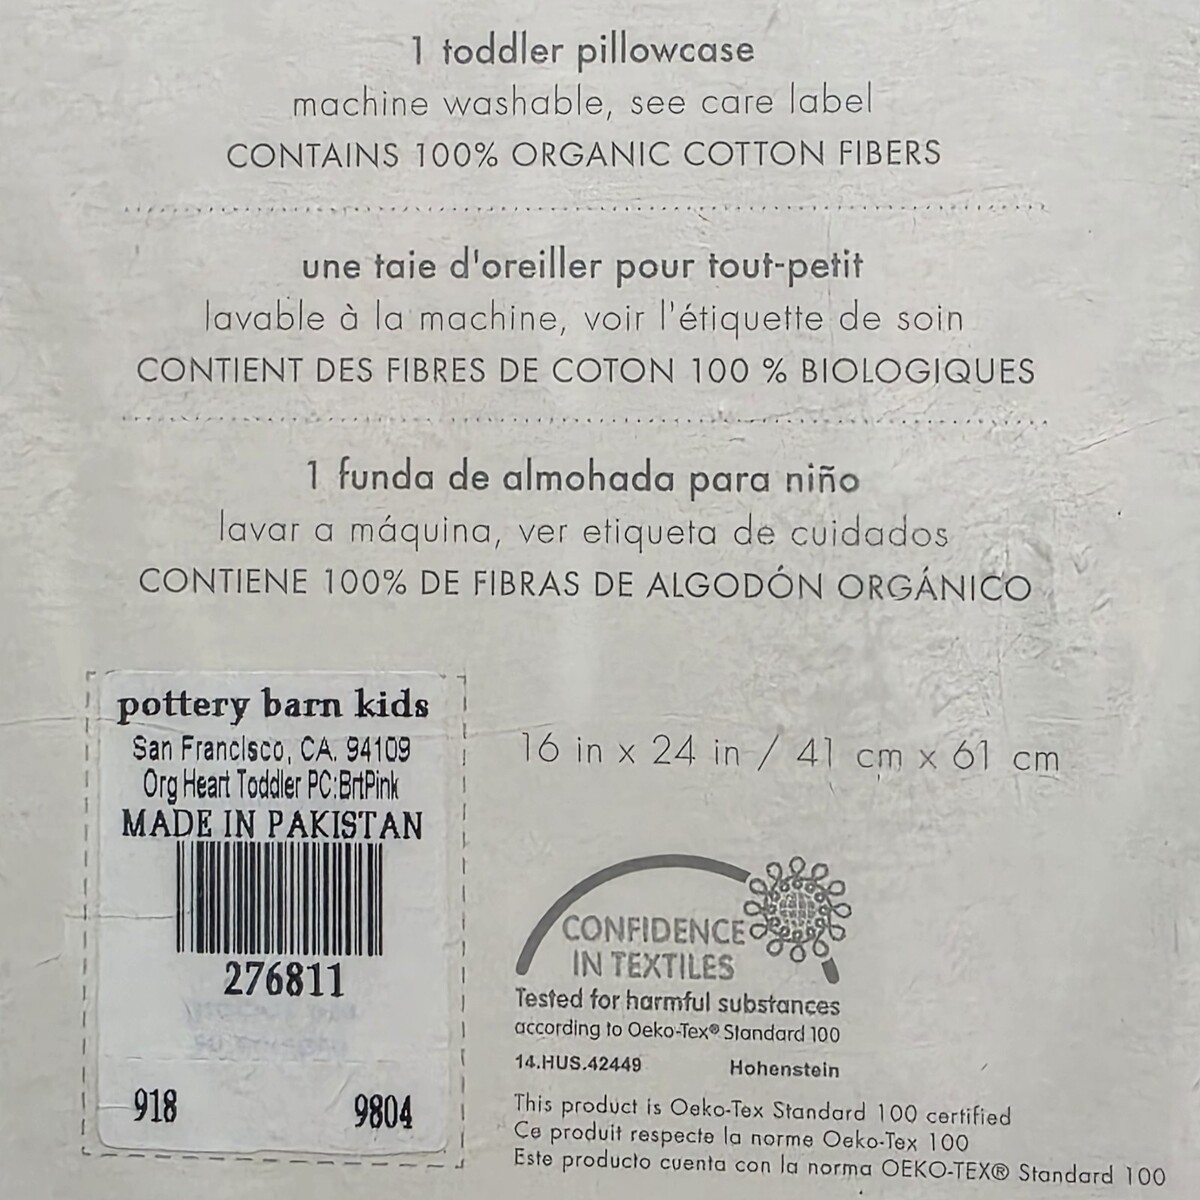 1 toddler pillowcase
machine washable, see care label
CONTAINS 100% ORGANIC COTTON FIBERS
une taie d'oreiller pour tout-petit
lavable à la machine, voir l'étiquette de soin
CONTIENT DES FIBRES DE COTON 100 % BIOLOGIQUES
1 funda de almohada para niño
lavar a máquina, ver etiqueta de cuidados
CONTIENE 100% DE FIBRAS DE ALGODÓN ORGÁNICO
pottery barn kids
San Francisco, CA. 94109
Org Heart Toddler PC:BrtPink
MADE IN PAKISTAN
276811
918 9804
16 in x 24 in / 41 cm x 61 cm
CONFIDENCE
IN TEXTILES
Tested for harmful substances
according to Oeko-Tex® Standard 100
14.HUS.42449 Hohenstein
This product is Oeko-Tex Standard 100 certified
Ce produit respecte la norme Oeko-Tex 100
Este producto cuenta con la norma OEKO-TEX® Standard 100